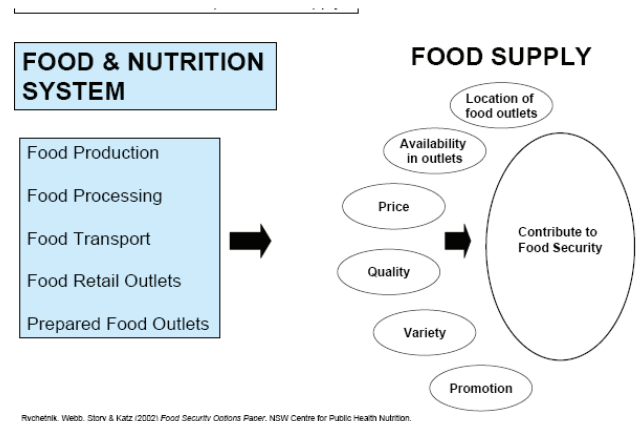 FOOD & NUTRITION
SYSTEM
Food Production
Food Processing
Food Transport
Food Retail Outlets
Prepared Food Outlets
FOOD SUPPLY
Location of
food outlets
Availability
in outlets
Price
Quality
Variety
Promotion
Contribute to
Food Security
Rychetnik, Webb, Story & Katz (2002) Food Security Options Paper, NSW Centre for Public Health Nutrition.